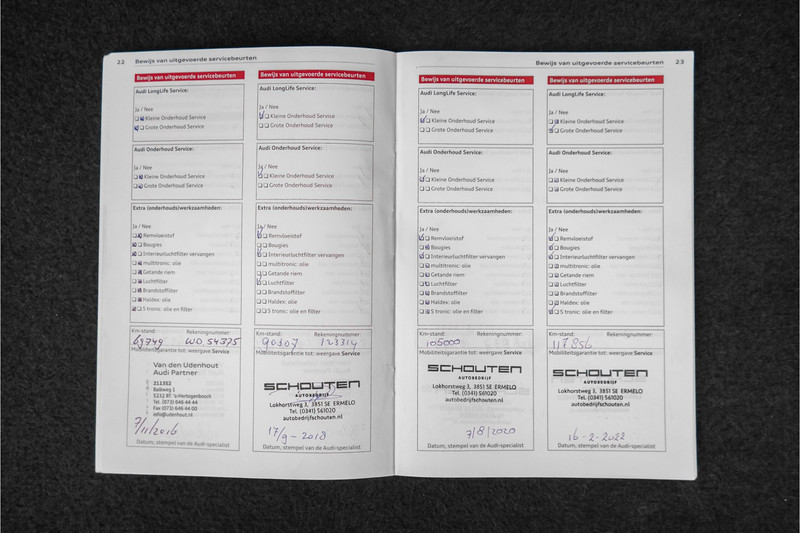 22 Bewijs van uitgevoerde servicebeurten
Bewijs van uitgevoerde servicebeurten
Audi LongLife Service:
Ja / Nee
Kleine Onderhoud Service
Grote Onderhoud Service
Audi Onderhoud Service:
Ja / Nee
Kleine Onderhoud Service
Grote Onderhoud Service
Extra (onderhouds)werkzaamheden:
Ja / Nee
Remvloeistof
Bougies
Interieurluchtfilter vervangen
multitronic: olie
Getande riem
Luchtfilter
Brandstoffilter
Haldex: olie
S tronic: olie en filter
Km-stand: Rekeningnummer:
WO 54375
Mobiliteitsgarantie tot: weergave Service
Van den Udenhout
Audi Partner
211352
Balkweg 1
5232 BT 's-Hertogenbosch
Tel. (073) 646 44 44
Fax (073) 646 44 00
info@udenhout.nl
7/11/2016
Datum, stempel van de Audi-specialist
Bewijs van uitgevoerde servicebeurten
Audi LongLife Service:
Ja / Nee
Kleine Onderhoud Service
Grote Onderhoud Service
Audi Onderhoud Service:
Ja / Nee
Kleine Onderhoud Service
Grote Onderhoud Service
Extra (onderhouds)werkzaamheden:
Ja / Nee
Remvloeistof
Bougies
Interieurluchtfilter vervangen
multitronic: olie
Getande riem
Luchtfilter
Brandstoffilter
Haldex: olie
S tronic: olie en filter
Km-stand: Rekeningnummer:
90307 123314
Mobiliteitsgarantie tot: weergave Service
SCHOUTEN
AUTOBEDRIJF
Lokhorstweg 3, 3851 SE ERMELO
Tel. (0341) 561020
autobedrijfschouten.nl
17/9-2018
Datum, stempel van de Audi-specialist
Bewijs van uitgevoerde servicebeurten 23
Bewijs van uitgevoerde servicebeurten
Audi LongLife Service:
Ja / Nee
Kleine Onderhoud Service
Grote Onderhoud Service
Audi Onderhoud Service:
Ja / Nee
Kleine Onderhoud Service
Grote Onderhoud Service
Extra (onderhouds)werkzaamheden:
Ja / Nee
Remvloeistof
Bougies
Interieurluchtfilter vervangen
multitronic: olie
Getande riem
Luchtfilter
Brandstoffilter
Haldex: olie
S tronic: olie en filter
Km-stand: Rekeningnummer:
105000
Mobiliteitsgarantie tot: weergave Service
SCHOUTEN
AUTOBEDRIJF
Lokhorstweg 3, 3851 SE ERMELO
Tel. (0341) 561020
autobedrijfschouten.nl
7/8/2020
Datum, stempel van de Audi-specialist
Bewijs van uitgevoerde servicebeurten
Audi LongLife Service:
Ja / Nee
Kleine Onderhoud Service
Grote Onderhoud Service
Audi Onderhoud Service:
Ja / Nee
Kleine Onderhoud Service
Grote Onderhoud Service
Extra (onderhouds)werkzaamheden:
Ja / Nee
Remvloeistof
Bougies
Interieurluchtfilter vervangen
multitronic: olie
Getande riem
Luchtfilter
Brandstoffilter
Haldex: olie
S tronic: olie en filter
Km-stand: Rekeningnummer:
117856
Mobiliteitsgarantie tot: weergave Service
SCHOUTEN
AUTOBEDRIJF
Lokhorstweg 3, 3851 SE ERMELO
Tel. (0341) 561020
autobedrijfschouten.nl
16-2-2022
Datum, stempel van de Audi-specialist